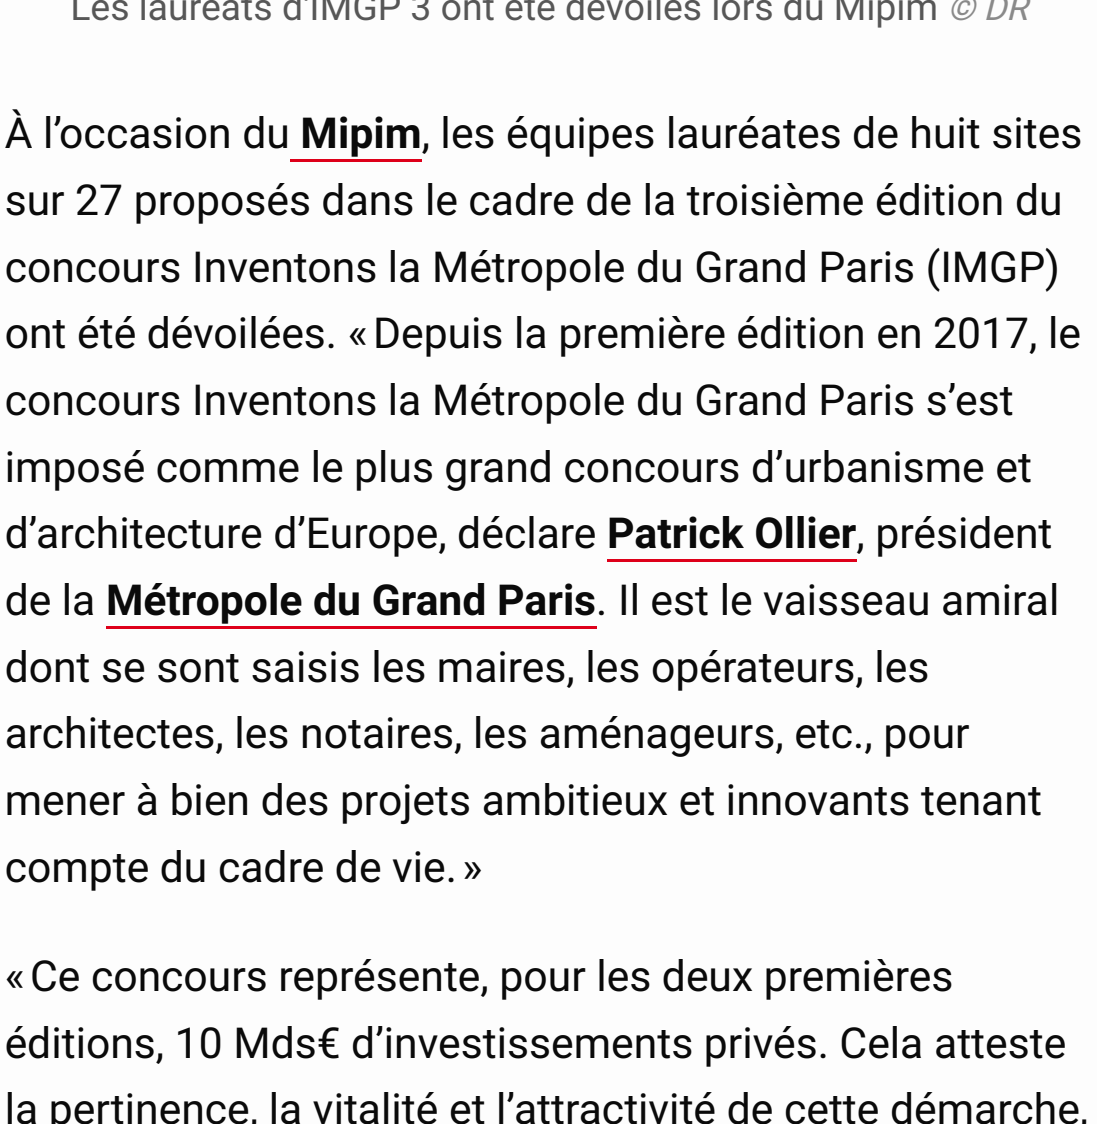 Les lauréats d'IMGP 3 ont été dévoilés lors du Mipim © DR
À l’occasion du Mipim, les équipes lauréates de huit sites
sur 27 proposés dans le cadre de la troisième édition du
concours Inventons la Métropole du Grand Paris (IMGP)
ont été dévoilées. « Depuis la première édition en 2017, le
concours Inventons la Métropole du Grand Paris s’est
imposé comme le plus grand concours d’urbanisme et
d’architecture d’Europe, déclare Patrick Ollier, président
de la Métropole du Grand Paris. Il est le vaisseau amiral
dont se sont saisis les maires, les opérateurs, les
architectes, les notaires, les aménageurs, etc., pour
mener à bien des projets ambitieux et innovants tenant
compte du cadre de vie. »
« Ce concours représente, pour les deux premières
éditions, 10 Mds€ d’investissements privés. Cela atteste
la pertinence, la vitalité et l’attractivité de cette démarche,